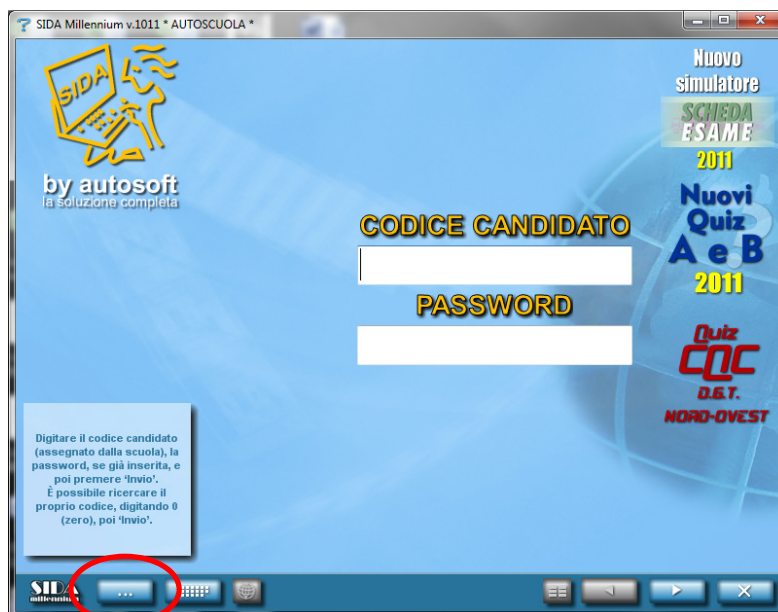 SIDA Millennium v.1011 * AUTOSCUOLA *
SIDA
by autosoft
la soluzione completa
Nuovo
simulatore
SCHEDA
ESAME
2011
Nuovi
Quiz
A e B
2011
CODICE CANDIDATO
PASSWORD
Quiz
CQC
D.G.T.
NORD-OVEST
Digitare il codice candidato
(assegnato dalla scuola), la
password, se già inserita, e
poi premere ‘Invio’.
È possibile ricercare il
proprio codice, digitando 0
(zero), poi ‘Invio’.
SIDA
millennium
...